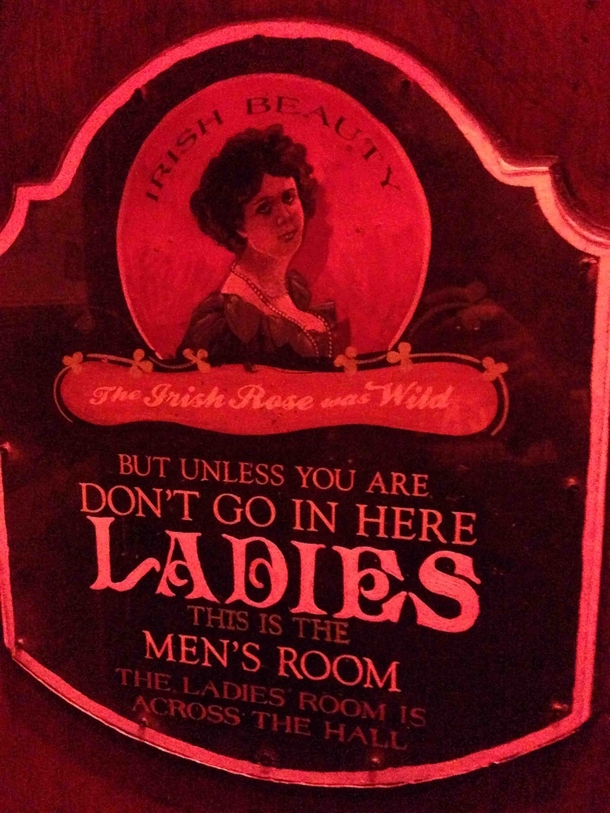 IRISH BEAUTY
The Irish Rose was Wild
BUT UNLESS YOU ARE
DON'T GO IN HERE
LADIES
THIS IS THE
MEN'S ROOM
THE LADIES' ROOM IS
ACROSS THE HALL